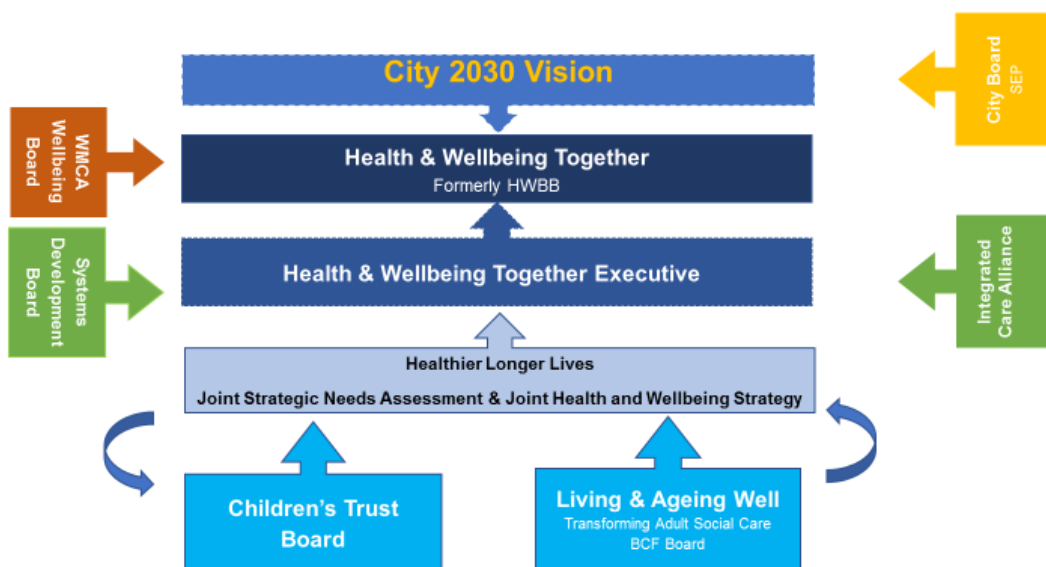 City 2030 Vision
City Board
SEP
WMCA
Wellbeing
Board
Health & Wellbeing Together
Formerly HWBB
Systems
Development
Board
Health & Wellbeing Together Executive
Integrated
Care Alliance
Healthier Longer Lives
Joint Strategic Needs Assessment & Joint Health and Wellbeing Strategy
Children’s Trust
Board
Living & Ageing Well
Transforming Adult Social Care
BCF Board